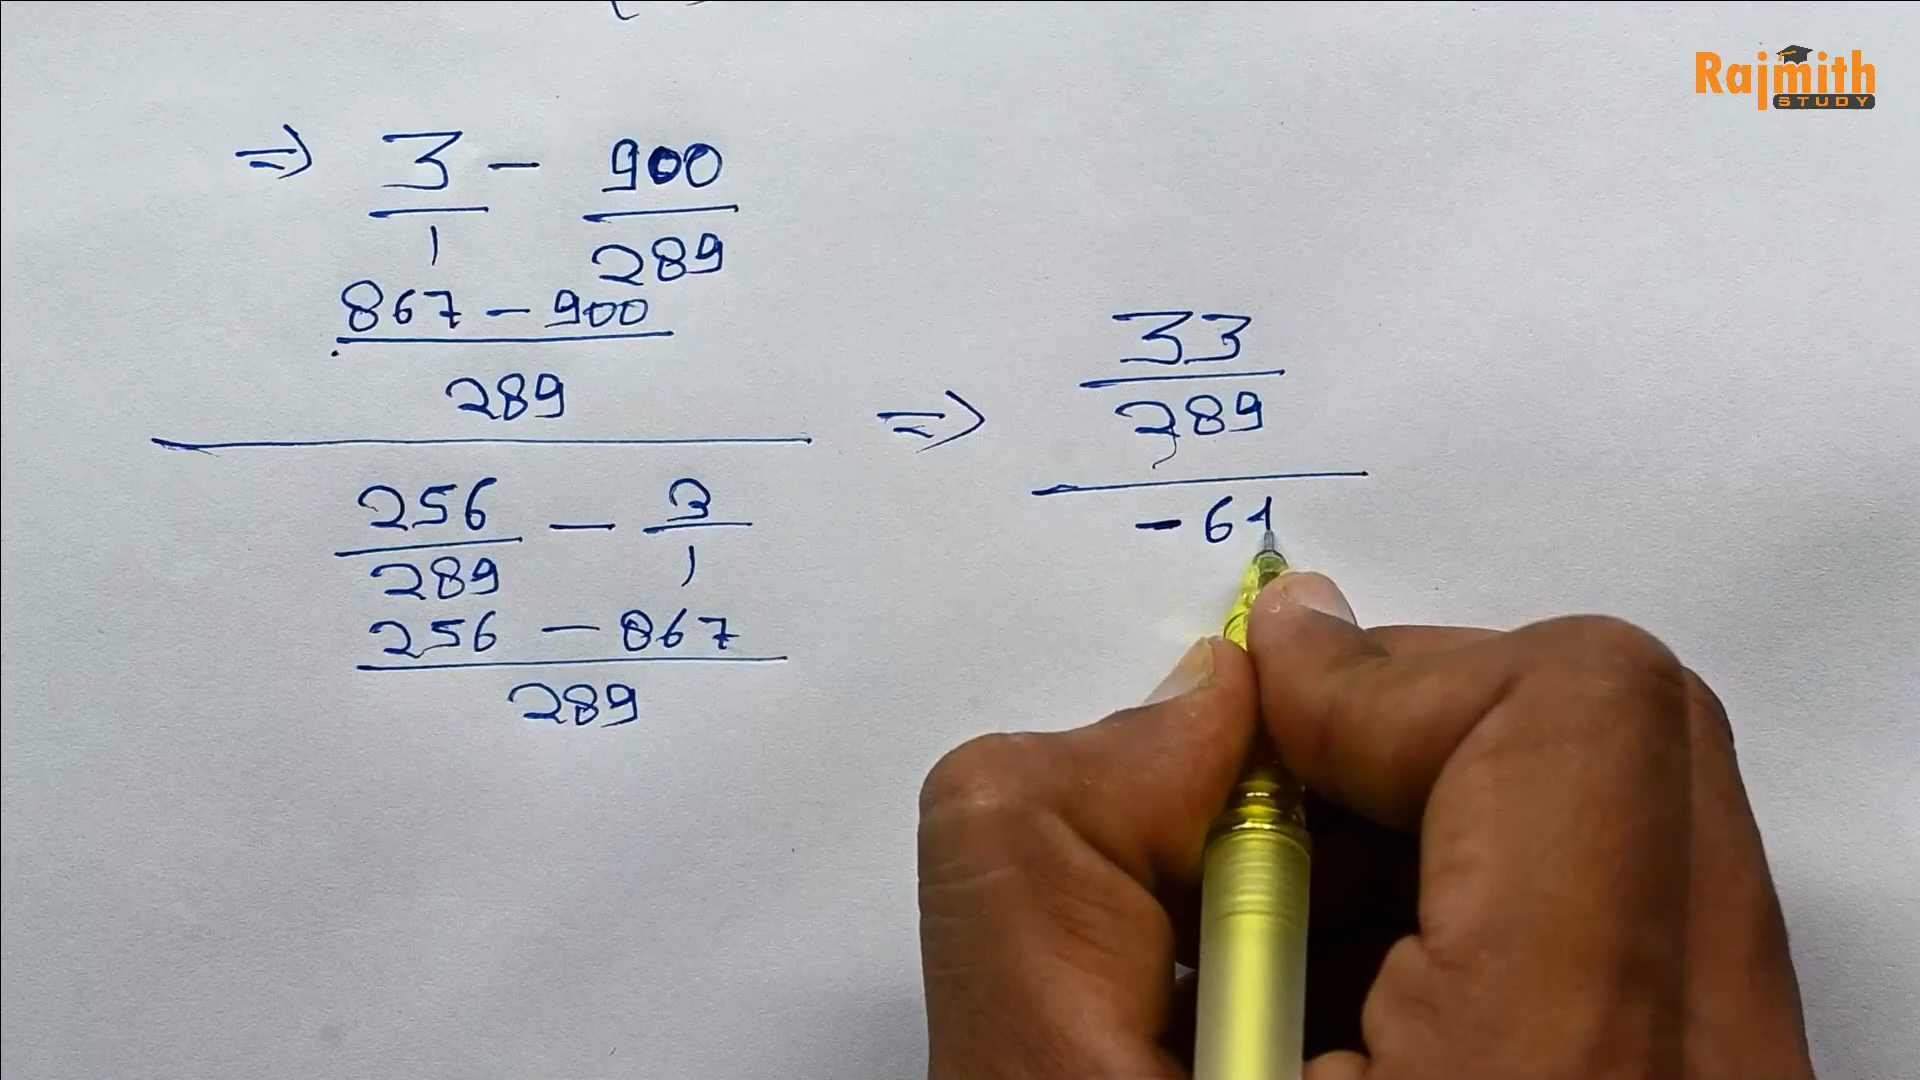 Rajmith
STUDY
⇒ 3/1 - 900/289
867 - 900
289
256/289 - 3/1
256 - 867
289
⇒ 33
289
- 61